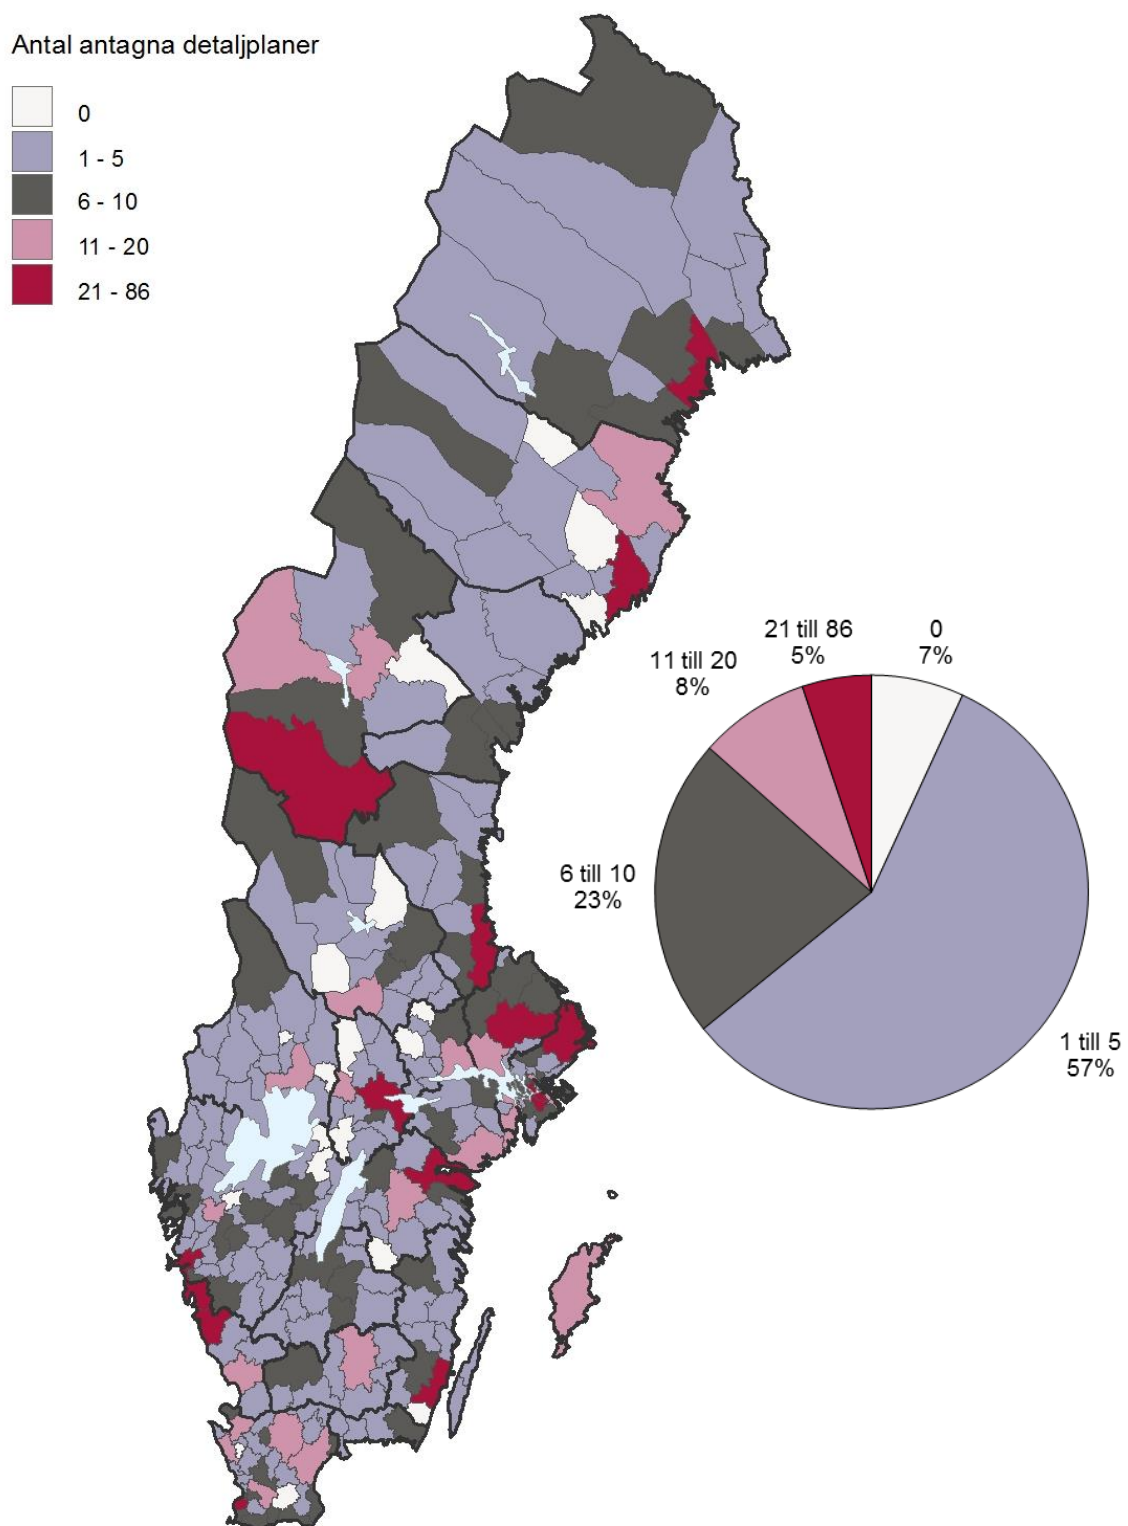 Antal antagna detaljplaner
0
1 - 5
6 - 10
11 - 20
21 - 86
21 till 86
5%
0
7%
11 till 20
8%
6 till 10
23%
1 till 5
57%